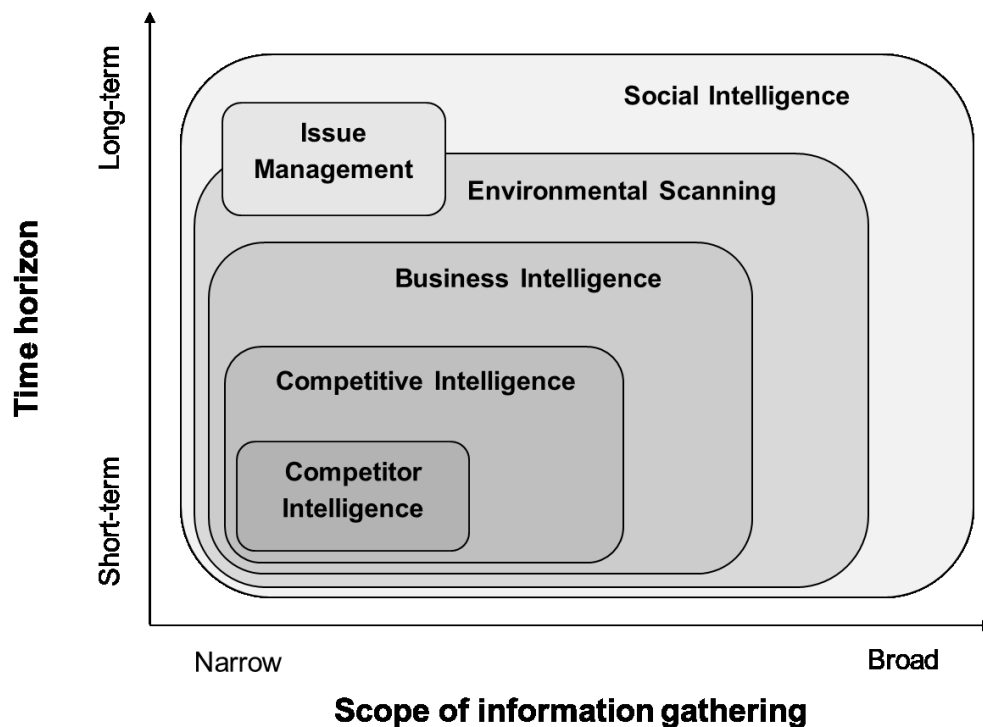 Time horizon
Long-term
Short-term
Social Intelligence
Issue
Management
Environmental Scanning
Business Intelligence
Competitive Intelligence
Competitor
Intelligence
Narrow
Broad
Scope of information gathering